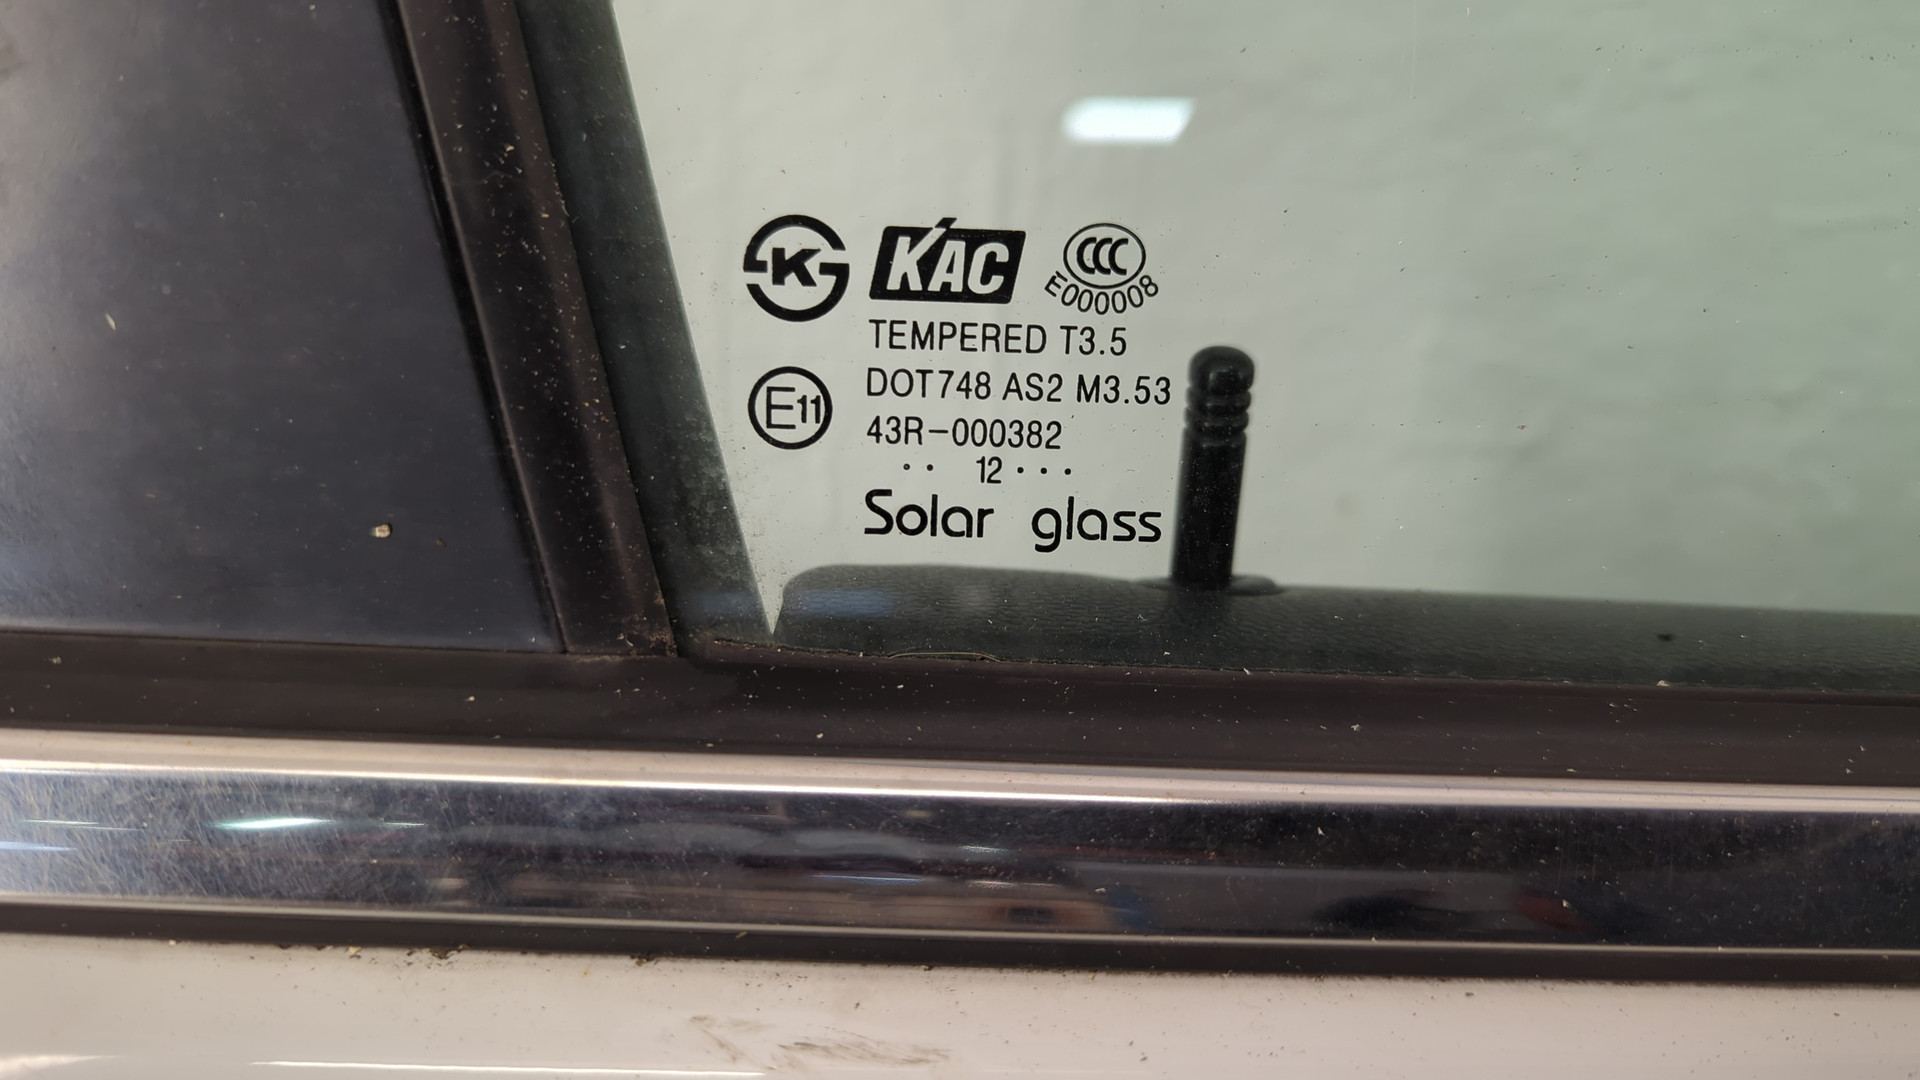 K KAC CCC
E000008
TEMPERED T3.5
E11 DOT748 AS2 M3.53
43R-000382
·· 12 ···
Solar glass